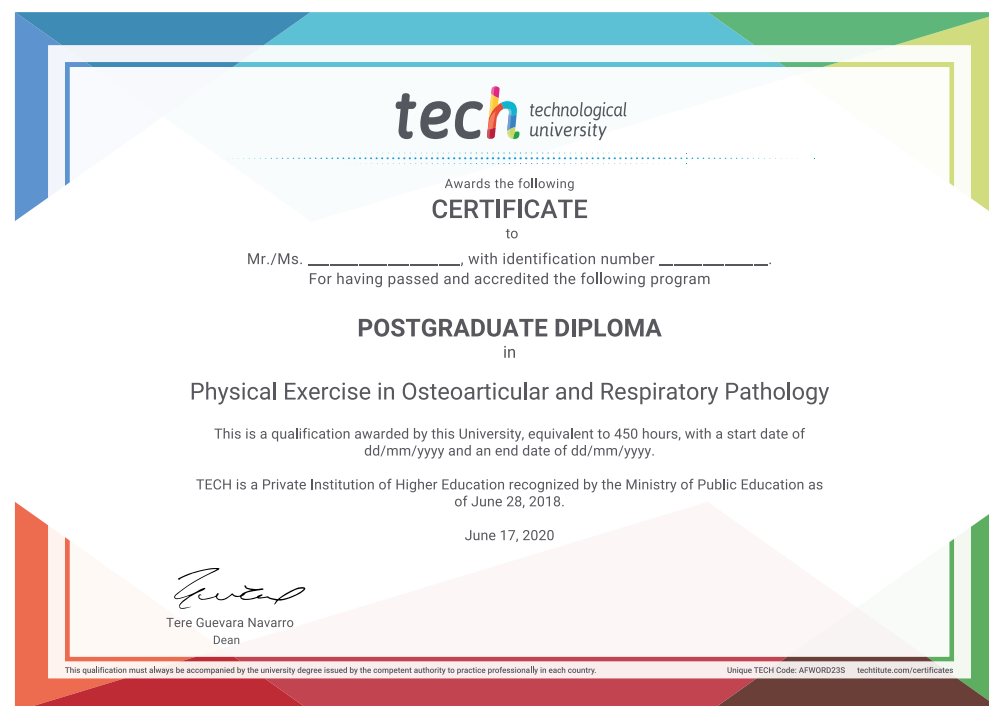 tech technological
university
Awards the following
CERTIFICATE
to
Mr./Ms. ____________________, with identification number ______________.
For having passed and accredited the following program
POSTGRADUATE DIPLOMA
in
Physical Exercise in Osteoarticular and Respiratory Pathology
This is a qualification awarded by this University, equivalent to 450 hours, with a start date of
dd/mm/yyyy and an end date of dd/mm/yyyy.
TECH is a Private Institution of Higher Education recognized by the Ministry of Public Education as
of June 28, 2018.
June 17, 2020
Tere Guevara Navarro
Dean
This qualification must always be accompanied by the university degree issued by the competent authority to practice professionally in each country. Unique TECH Code: AFWORD23S techtitute.com/certificates